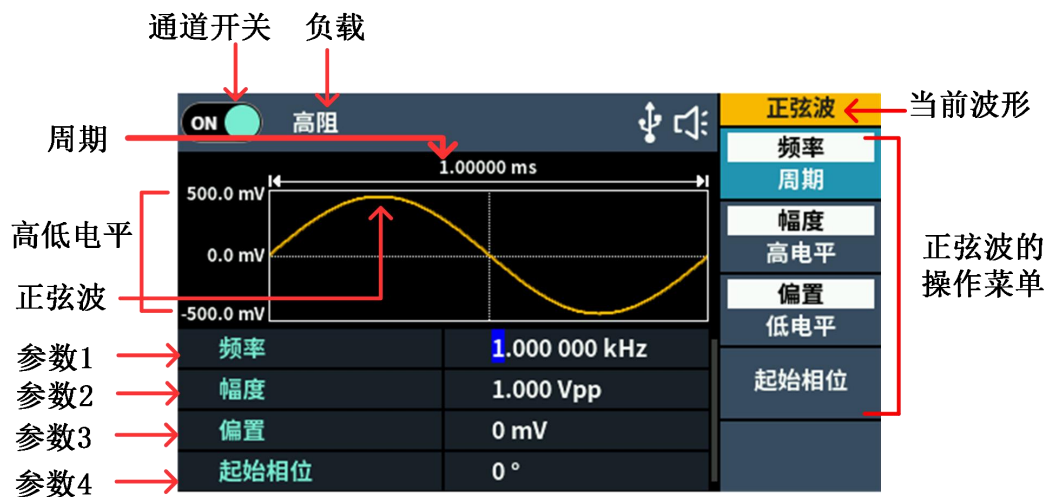 通道开关 负载
ON 高阻 正弦波 当前波形
周期
1.00000 ms
频率
周期
500.0 mV
高低电平
幅度
高电平
0.0 mV
正弦波的
操作菜单
正弦波
偏置
低电平
-500.0 mV
参数1 频率 1.000 000 kHz
起始相位
参数2 幅度 1.000 Vpp
参数3 偏置 0 mV
参数4 起始相位 0 °